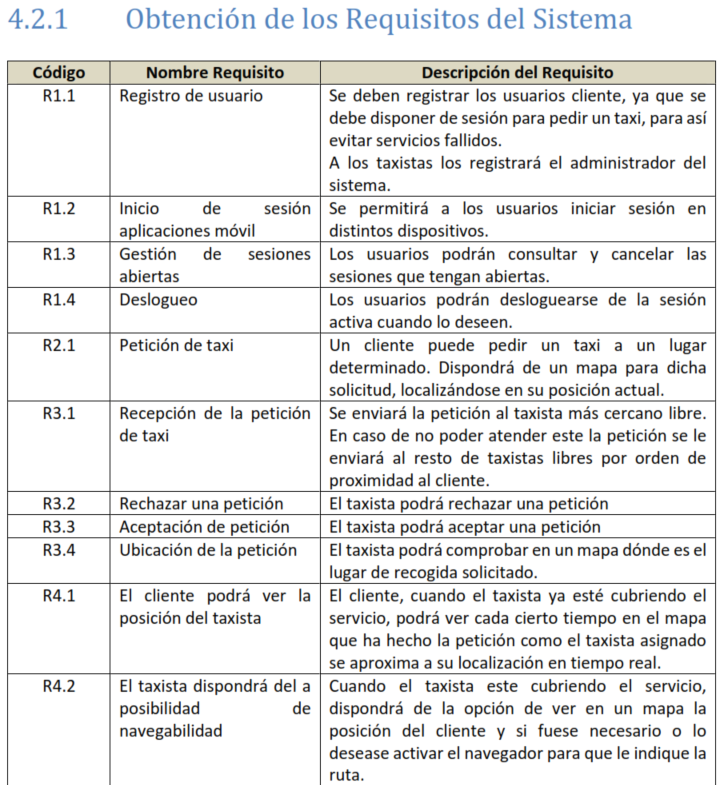 4.2.1 Obtención de los Requisitos del Sistema
Código Nombre Requisito Descripción del Requisito
R1.1 Registro de usuario Se deben registrar los usuarios cliente, ya que se
debe disponer de sesión para pedir un taxi, para así
evitar servicios fallidos.
A los taxistas los registrará el administrador del
sistema.
R1.2 Inicio de sesión Se permitirá a los usuarios iniciar sesión en
aplicaciones móvil distintos dispositivos.
R1.3 Gestión de sesiones Los usuarios podrán consultar y cancelar las
abiertas sesiones que tengan abiertas.
R1.4 Deslogueo Los usuarios podrán desloguearse de la sesión
activa cuando lo deseen.
R2.1 Petición de taxi Un cliente puede pedir un taxi a un lugar
determinado. Dispondrá de un mapa para dicha
solicitud, localizándose en su posición actual.
R3.1 Recepción de la petición Se enviará la petición al taxista más cercano libre.
de taxi En caso de no poder atender este la petición se le
enviará al resto de taxistas libres por orden de
proximidad al cliente.
R3.2 Rechazar una petición El taxista podrá rechazar una petición
R3.3 Aceptación de petición El taxista podrá aceptar una petición
R3.4 Ubicación de la petición El taxista podrá comprobar en un mapa dónde es el
lugar de recogida solicitado.
R4.1 El cliente podrá ver la El cliente, cuando el taxista ya esté cubriendo el
posición del taxista servicio, podrá ver cada cierto tiempo en el mapa
que ha hecho la petición como el taxista asignado
se aproxima a su localización en tiempo real.
R4.2 El taxista dispondrá del a Cuando el taxista este cubriendo el servicio,
posibilidad de dispondrá de la opción de ver en un mapa la
navegabilidad posición del cliente y si fuese necesario o lo
desease activar el navegador para que le indique la
ruta.